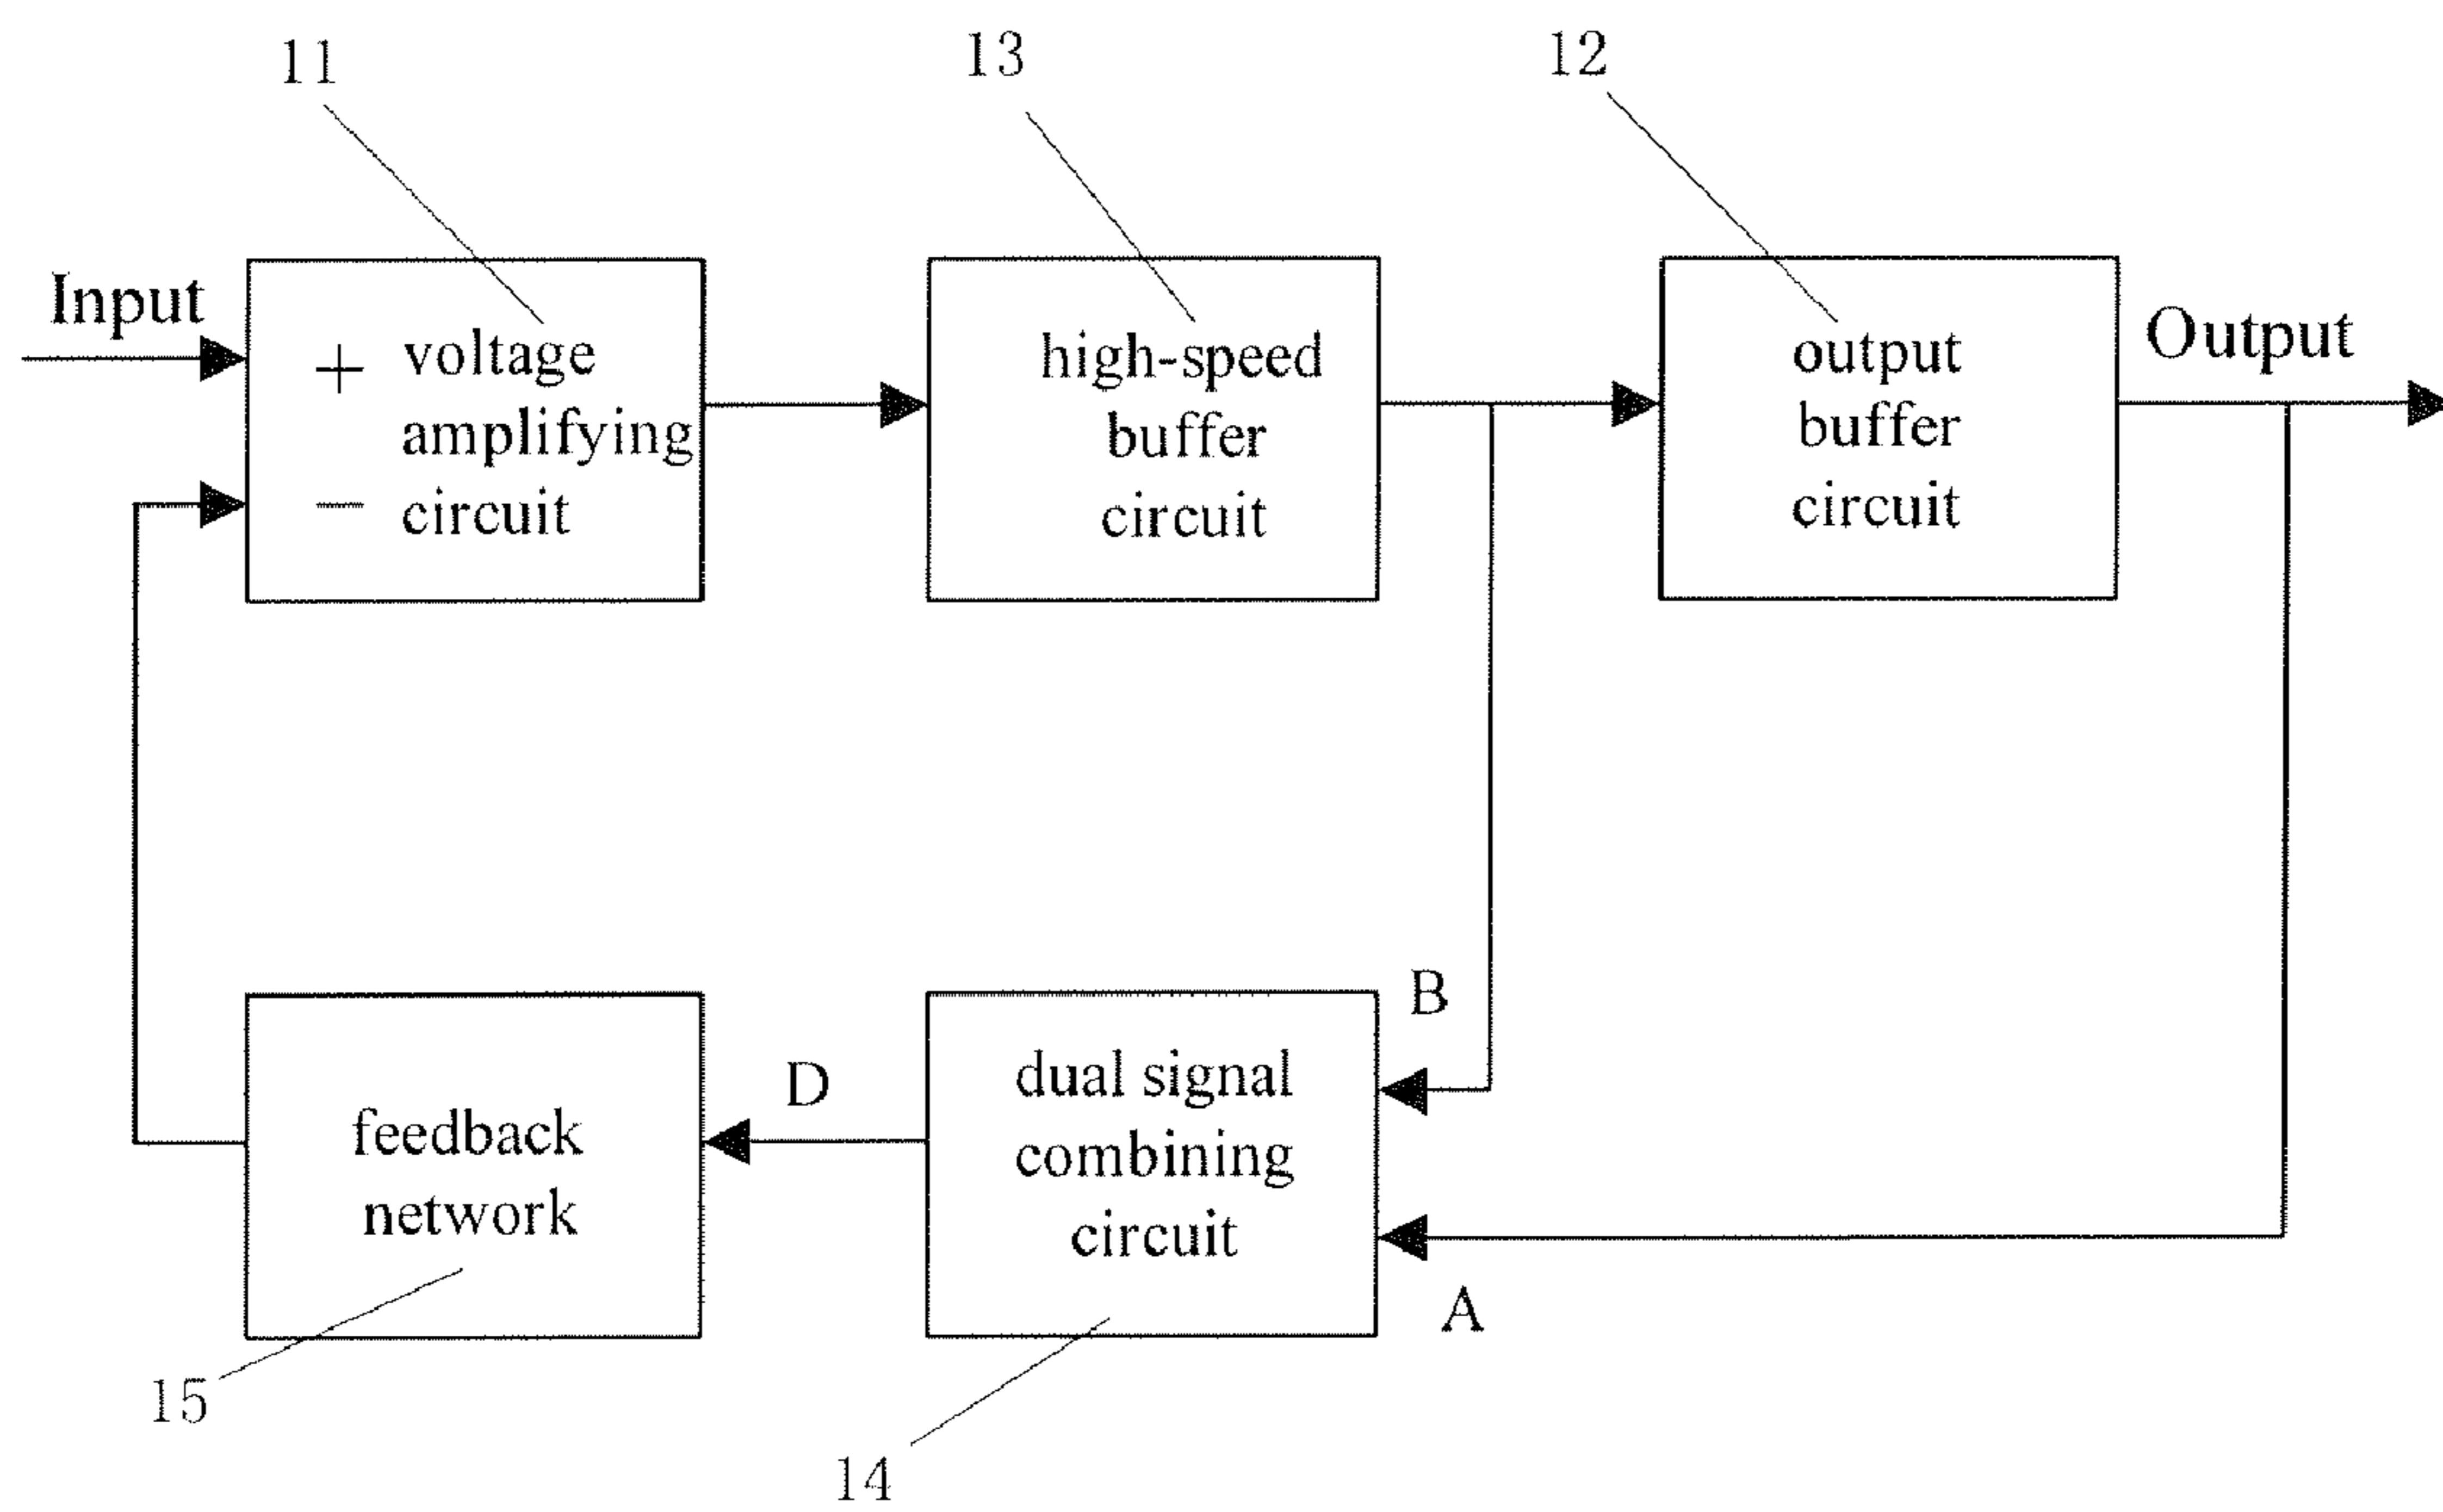 11
13
12
Input
+ voltage
amplifying
− circuit
high-speed
buffer
circuit
output
buffer
circuit
Output
B
D
A
feedback
network
dual signal
combining
circuit
15
14